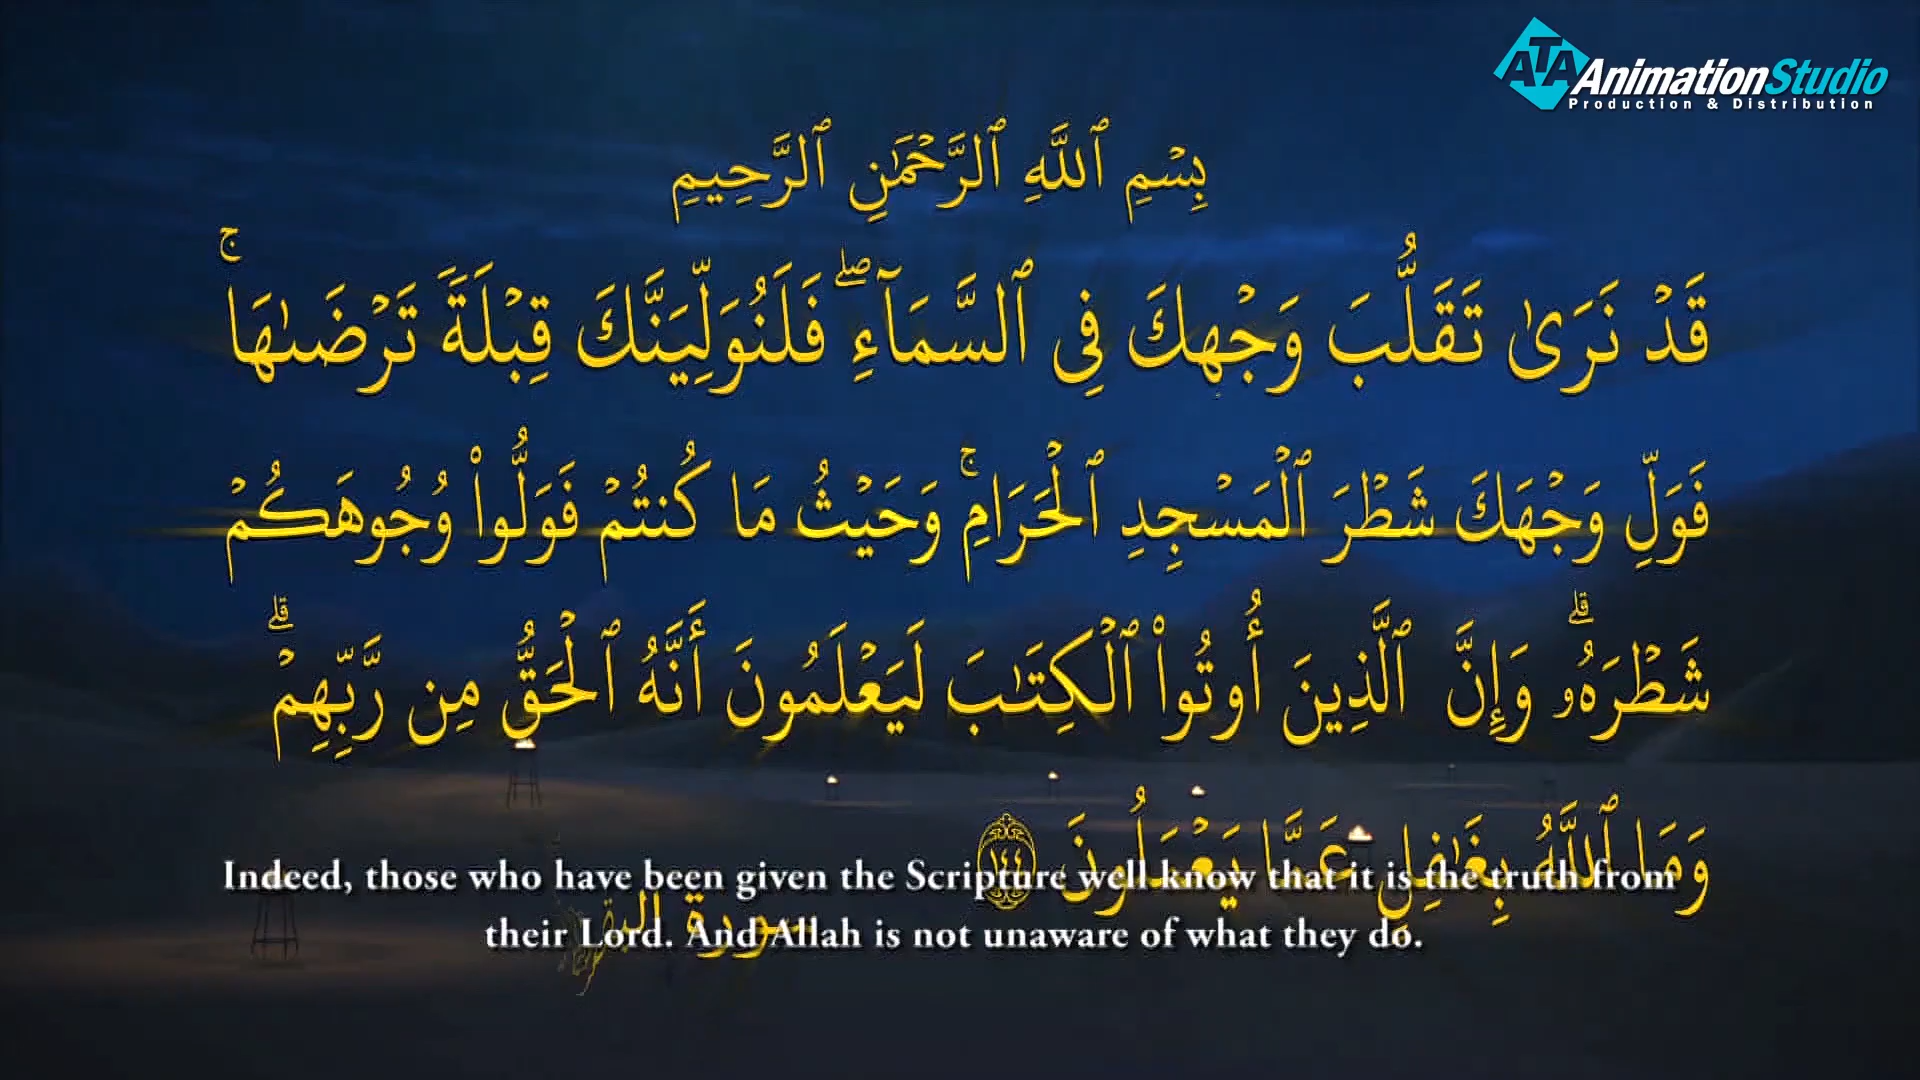 ATA AnimationStudio
Production & Distribution
بِسْمِ ٱللَّهِ ٱلرَّحْمَٰنِ ٱلرَّحِيمِ
قَدْ نَرَىٰ تَقَلُّبَ وَجْهِكَ فِى ٱلسَّمَآءِ ۖ فَلَنُوَلِّيَنَّكَ قِبْلَةً تَرْضَىٰهَا ۚ
فَوَلِّ وَجْهَكَ شَطْرَ ٱلْمَسْجِدِ ٱلْحَرَامِ ۚ وَحَيْثُ مَا كُنتُمْ فَوَلُّوا۟ وُجُوهَكُمْ
شَطْرَهُۥ ۗ وَإِنَّ ٱلَّذِينَ أُوتُوا۟ ٱلْكِتَٰبَ لَيَعْلَمُونَ أَنَّهُ ٱلْحَقُّ مِن رَّبِّهِمْ ۗ
وَمَا ٱللَّهُ بِغَٰفِلٍ عَمَّا يَعْمَلُونَ ١٤٤
Indeed, those who have been given the Scripture well know that it is the truth from
their Lord. And Allah is not unaware of what they do.